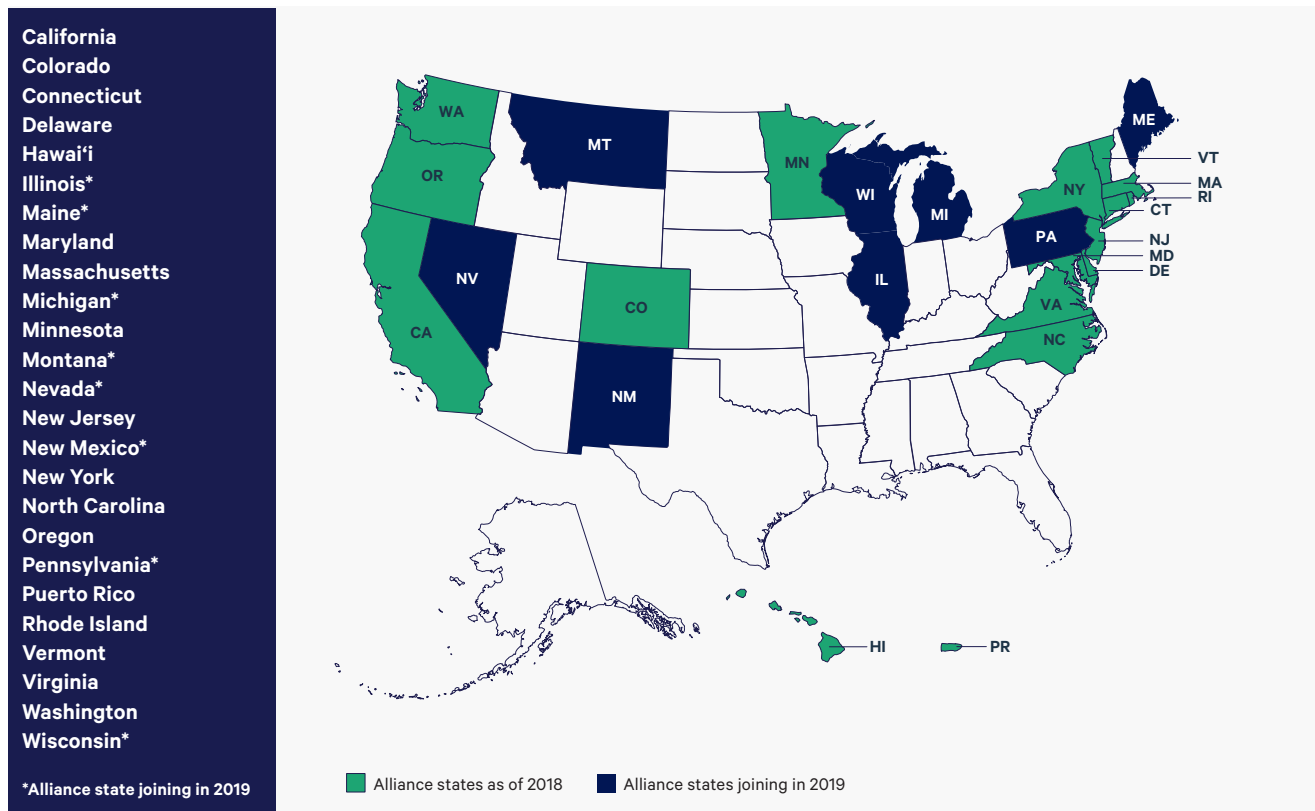 California
Colorado
Connecticut
Delaware
Hawai‘i
Illinois*
Maine*
Maryland
Massachusetts
Michigan*
Minnesota
Montana*
Nevada*
New Jersey
New Mexico*
New York
North Carolina
Oregon
Pennsylvania*
Puerto Rico
Rhode Island
Vermont
Virginia
Washington
Wisconsin*
*Alliance state joining in 2019
WA
MT
ME
OR
MN
VT
WI
NY
MA
RI
MI
CT
PA
NJ
MD
DE
NV
IL
CO
VA
CA
NC
NM
HI
PR
Alliance states as of 2018
Alliance states joining in 2019